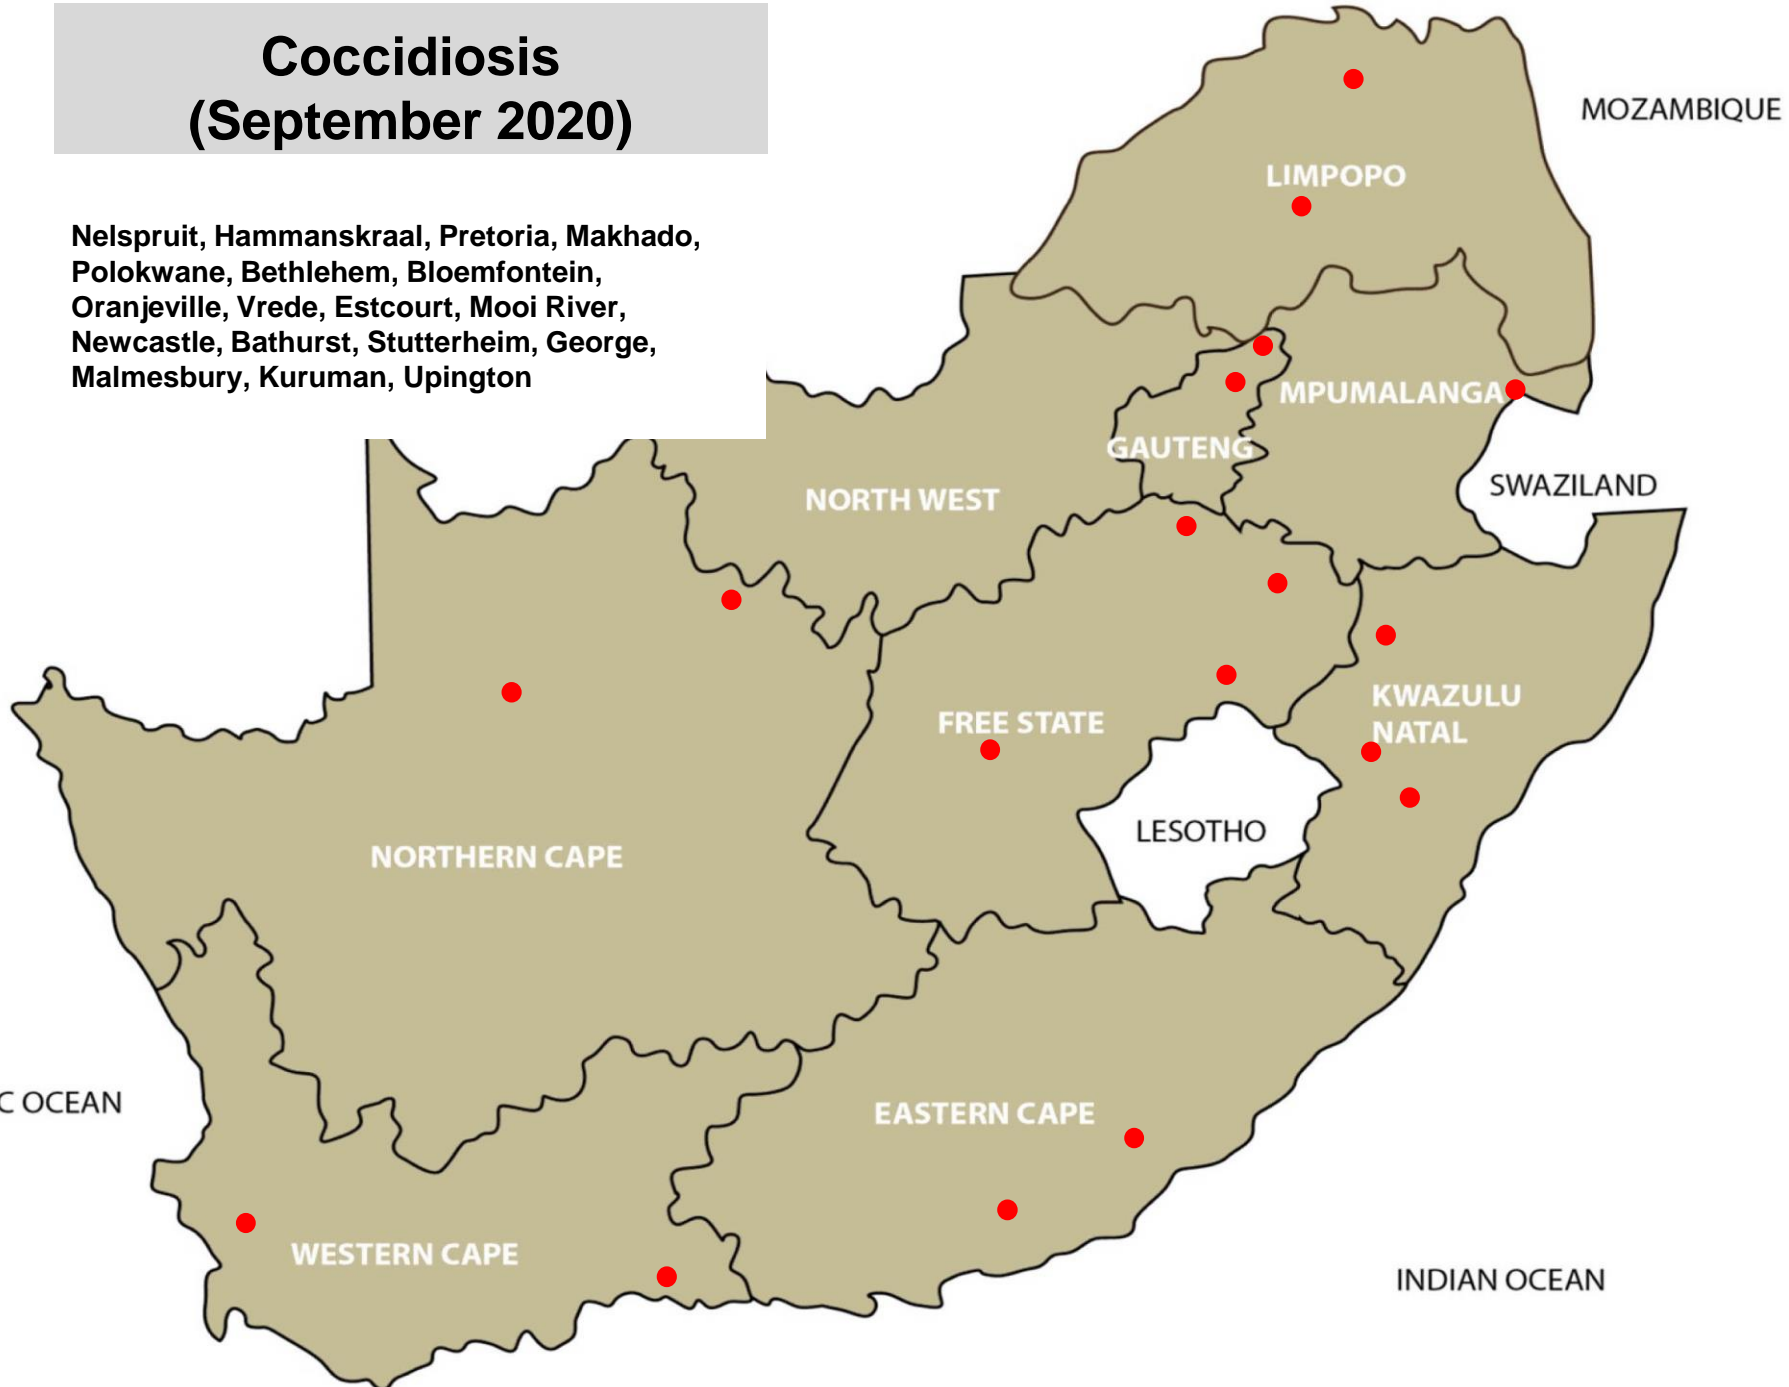 Coccidiosis
(September 2020)
Nelspruit, Hammanskraal, Pretoria, Makhado,
Polokwane, Bethlehem, Bloemfontein,
Oranjeville, Vrede, Estcourt, Mooi River,
Newcastle, Bathurst, Stutterheim, George,
Malmesbury, Kuruman, Upington
MOZAMBIQUE
LIMPOPO
MPUMALANGA
GAUTENG
SWAZILAND
NORTH WEST
KWAZULU
NATAL
FREE STATE
LESOTHO
NORTHERN CAPE
C OCEAN
EASTERN CAPE
WESTERN CAPE
INDIAN OCEAN